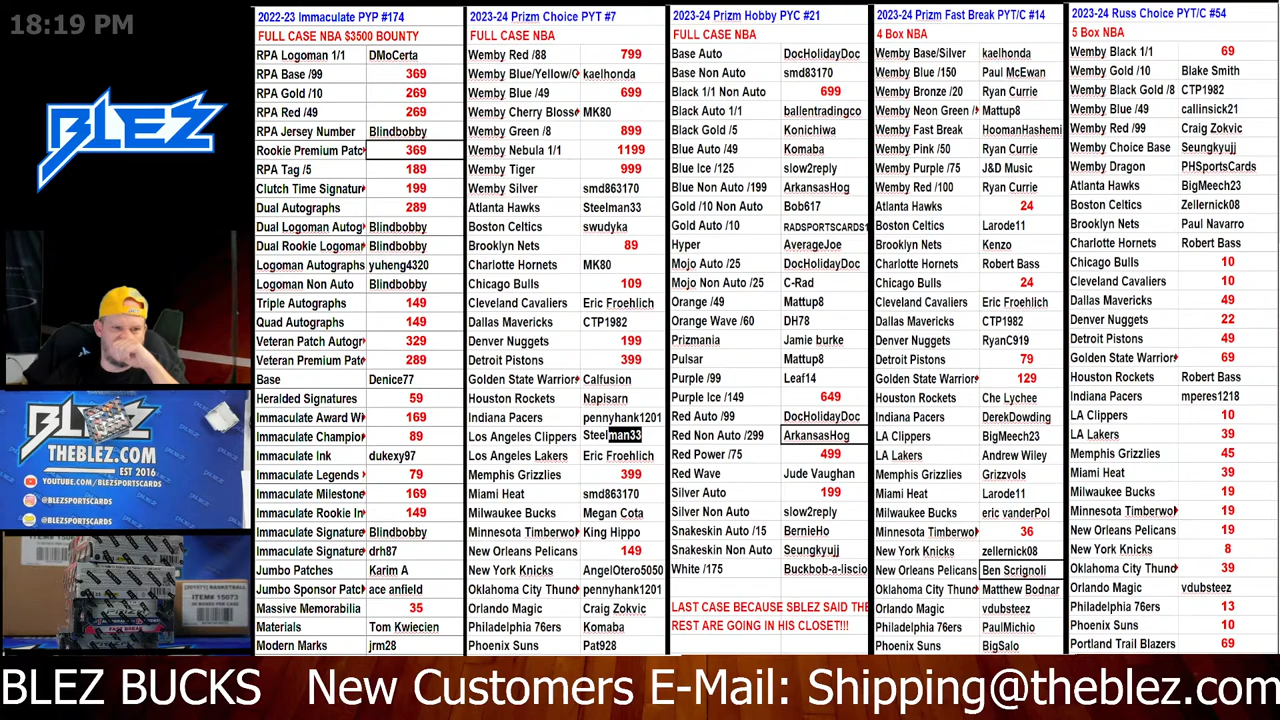 18:19 PM
BLEZ
BLEZ
THEBLEZ.COM
EST 2016
YOUTUBE.COM/BLEZSPORTSCARDS
@BLEZSPORTSCARDS
@BLEZSPORTSCARDS
ITEM# 15073
2022-23 Immaculate PYP #174
FULL CASE NBA $3500 BOUNTY
RPA Logoman 1/1 DMoCerta
RPA Base /99 369
RPA Gold /10 269
RPA Red /49 269
RPA Jersey Number Blindbobby
Rookie Premium Patc 369
RPA Tag /5 189
Clutch Time Signatur 199
Dual Autographs 289
Dual Logoman Autog Blindbobby
Dual Rookie Logomar Blindbobby
Logoman Autographs yuheng4320
Logoman Non Auto Blindbobby
Triple Autographs 149
Quad Autographs 149
Veteran Patch Autogr 329
Veteran Premium Pate 289
Base Denice77
Heralded Signatures 59
Immaculate Award Wi 169
Immaculate Champio 89
Immaculate Ink dukexy97
Immaculate Legends 79
Immaculate Milestone 169
Immaculate Rookie In 149
Immaculate Signature Blindbobby
Immaculate Signature drh87
Jumbo Patches Karim A
Jumbo Sponsor Patc ace anfield
Massive Memorabilia 35
Materials Tom Kwiecien
Modern Marks jrm28
2023-24 Prizm Choice PYT #7
FULL CASE NBA
Wemby Red /88 799
Wemby Blue/Yellow/G kaelhonda
Wemby Blue /49 699
Wemby Cherry Blosso MK80
Wemby Green /8 899
Wemby Nebula 1/1 1199
Wemby Tiger 999
Wemby Silver smd863170
Atlanta Hawks Steelman33
Boston Celtics swudyka
Brooklyn Nets 89
Charlotte Hornets MK80
Chicago Bulls 109
Cleveland Cavaliers Eric Froehlich
Dallas Mavericks CTP1982
Denver Nuggets 199
Detroit Pistons 399
Golden State Warrior Calfusion
Houston Rockets Napisarn
Indiana Pacers pennyhank1201
Los Angeles Clippers Steelman33
Los Angeles Lakers Eric Froehlich
Memphis Grizzlies 399
Miami Heat smd863170
Milwaukee Bucks Megan Cota
Minnesota Timberwo King Hippo
New Orleans Pelicans 149
New York Knicks AngelOtero5050
Oklahoma City Thund pennyhank1201
Orlando Magic Craig Zokvic
Philadelphia 76ers Komaba
Phoenix Suns Pat928
2023-24 Prizm Hobby PYC #21
FULL CASE NBA
Base Auto DocHolidayDoc
Base Non Auto smd83170
Black 1/1 Non Auto 699
Black Auto 1/1 ballentradingco
Black Gold /5 Konichiwa
Blue Auto /49 Komaba
Blue Ice /125 slow2reply
Blue Non Auto /199 ArkansasHog
Gold /10 Non Auto Bob617
Gold Auto /10 RADSPORTSCARDS1
Hyper AverageJoe
Mojo Auto /25 DocHolidayDoc
Mojo Non Auto /25 C-Rad
Orange /49 Mattup8
Orange Wave /60 DH78
Prizmania Jamie burke
Pulsar Mattup8
Purple /99 Leaf14
Purple Ice /149 649
Red Auto /99 DocHolidayDoc
Red Non Auto /299 ArkansasHog
Red Power /75 499
Red Wave Jude Vaughan
Silver Auto 199
Silver Non Auto slow2reply
Snakeskin Auto /15 BernieHo
Snakeskin Non Auto Seungkyujj
White /175 Buckbob-a-liscio
LAST CASE BECAUSE SBLEZ SAID THE
REST ARE GOING IN HIS CLOSET!!!
2023-24 Prizm Fast Break PYT/C #14
4 Box NBA
Wemby Base/Silver kaelhonda
Wemby Blue /150 Paul McEwan
Wemby Bronze /20 Ryan Currie
Wemby Neon Green / Mattup8
Wemby Fast Break HoomanHashemi
Wemby Pink /50 Ryan Currie
Wemby Purple /75 J&D Music
Wemby Red /100 Ryan Currie
Atlanta Hawks 24
Boston Celtics Larode11
Brooklyn Nets Kenzo
Charlotte Hornets Robert Bass
Chicago Bulls 24
Cleveland Cavaliers Eric Froehlich
Dallas Mavericks CTP1982
Denver Nuggets RyanC919
Detroit Pistons 79
Golden State Warrior 129
Houston Rockets Che Lychee
Indiana Pacers DerekDowding
LA Clippers BigMeech23
LA Lakers Andrew Wiley
Memphis Grizzlies Grizzvols
Miami Heat Larode11
Milwaukee Bucks eric vanderPol
Minnesota Timberwo 36
New York Knicks zellernick08
New Orleans Pelicans Ben Scrignoli
Oklahoma City Thund Matthew Bodnar
Orlando Magic vdubsteez
Philadelphia 76ers PaulMichio
Phoenix Suns BigSalo
2023-24 Russ Choice PYT/C #54
5 Box NBA
Wemby Black 1/1 69
Wemby Gold /10 Blake Smith
Wemby Black Gold /8 CTP1982
Wemby Blue /49 callinsick21
Wemby Red /99 Craig Zokvic
Wemby Choice Base Seungkyujj
Wemby Dragon PHSportsCards
Atlanta Hawks BigMeech23
Boston Celtics Zellernick08
Brooklyn Nets Paul Navarro
Charlotte Hornets Robert Bass
Chicago Bulls 10
Cleveland Cavaliers 10
Dallas Mavericks 49
Denver Nuggets 22
Detroit Pistons 49
Golden State Warrior 69
Houston Rockets Robert Bass
Indiana Pacers mperes1218
LA Clippers 10
LA Lakers 39
Memphis Grizzlies 45
Miami Heat 39
Milwaukee Bucks 19
Minnesota Timberwo 19
New Orleans Pelicans 19
New York Knicks 8
Oklahoma City Thund 39
Orlando Magic vdubsteez
Philadelphia 76ers 13
Phoenix Suns 10
Portland Trail Blazers 69
BLEZ BUCKS New Customers E-Mail: Shipping@theblez.com